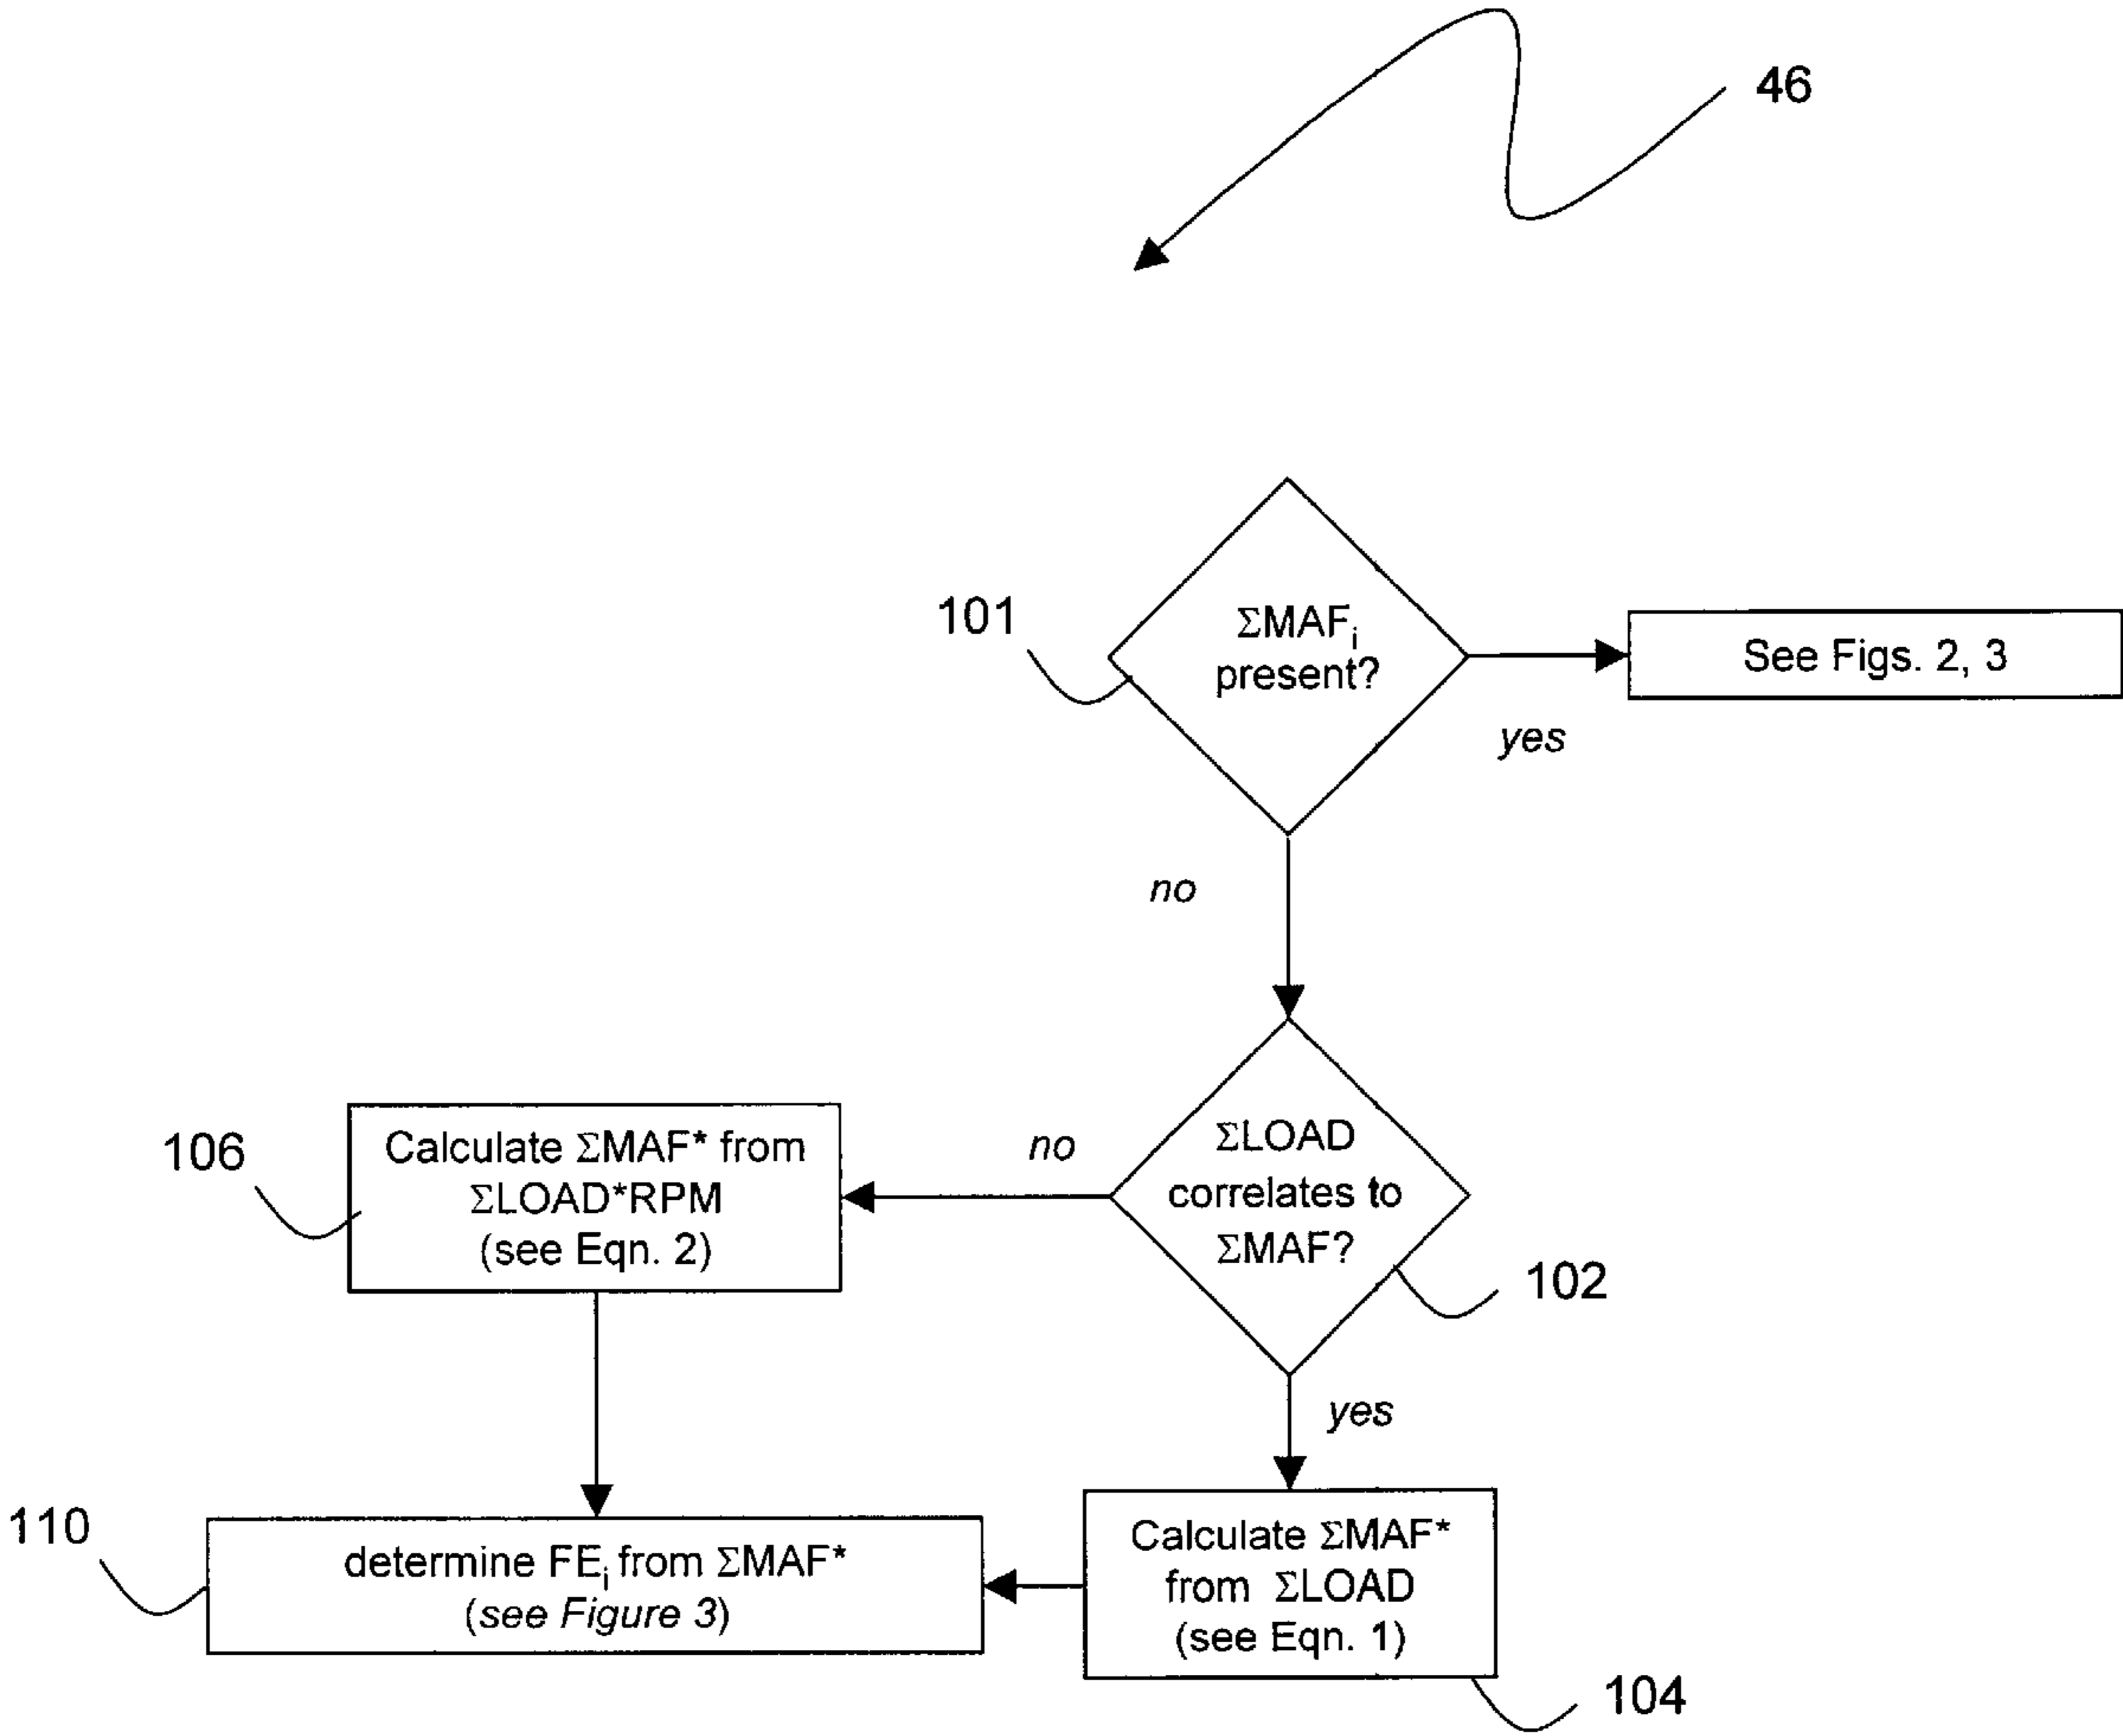 46
101
ΣMAFi
present?
See Figs. 2, 3
yes
no
106
Calculate ΣMAF* from
ΣLOAD*RPM
(see Eqn. 2)
no
ΣLOAD
correlates to
ΣMAF?
102
yes
110
determine FEi from ΣMAF*
(see Figure 3)
Calculate ΣMAF*
from ΣLOAD
(see Eqn. 1)
104